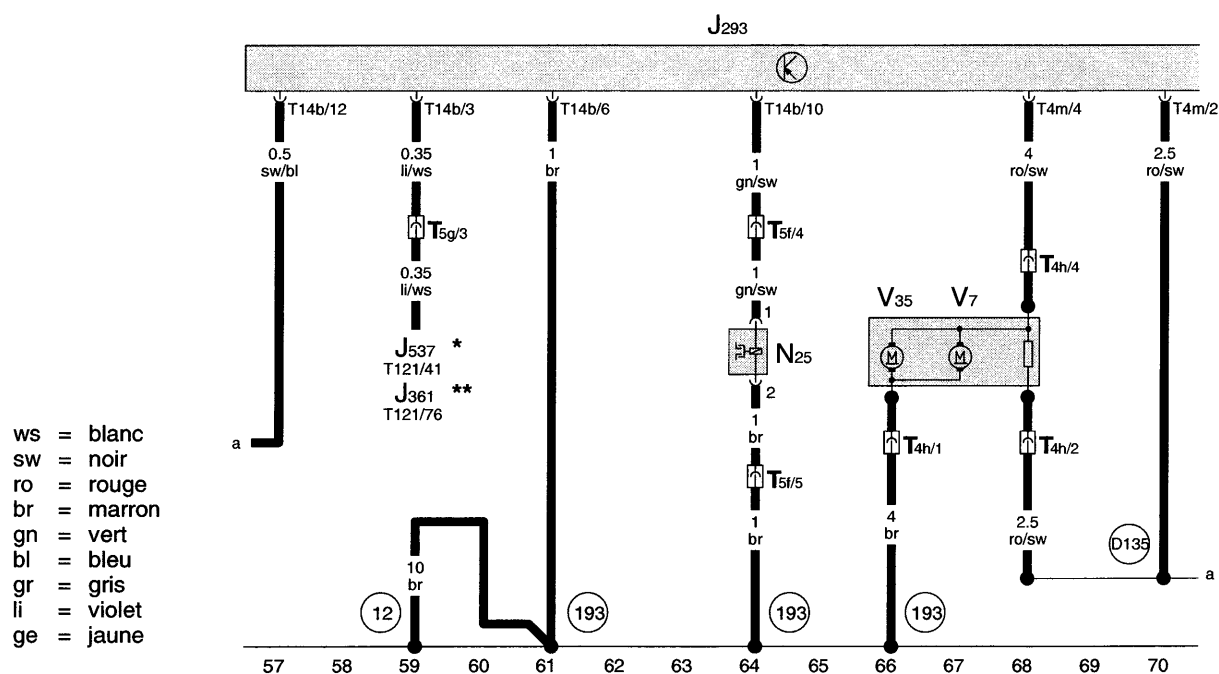 J293
T14b/12 T14b/3 T14b/6 T14b/10 T4m/4 T4m/2
0.5 0.35 1 1 4 2.5
sw/bl li/ws br gn/sw ro/sw ro/sw
T5g/3 T5f/4
T4h/4
0.35 1
li/ws gn/sw
V35 V7
1
M M
J537 * N25
T121/41
J361 ** 2
T121/76
1
br
a T4h/1 T4h/2
T5f/5
ws = blanc
sw = noir
ro = rouge
br = marron
gn = vert
bl = bleu
gr = gris
li = violet
ge = jaune
1 4 2.5
br br ro/sw
D135
10
br
a
12 193 193 193
57 58 59 60 61 62 63 64 65 66 67 68 69 70